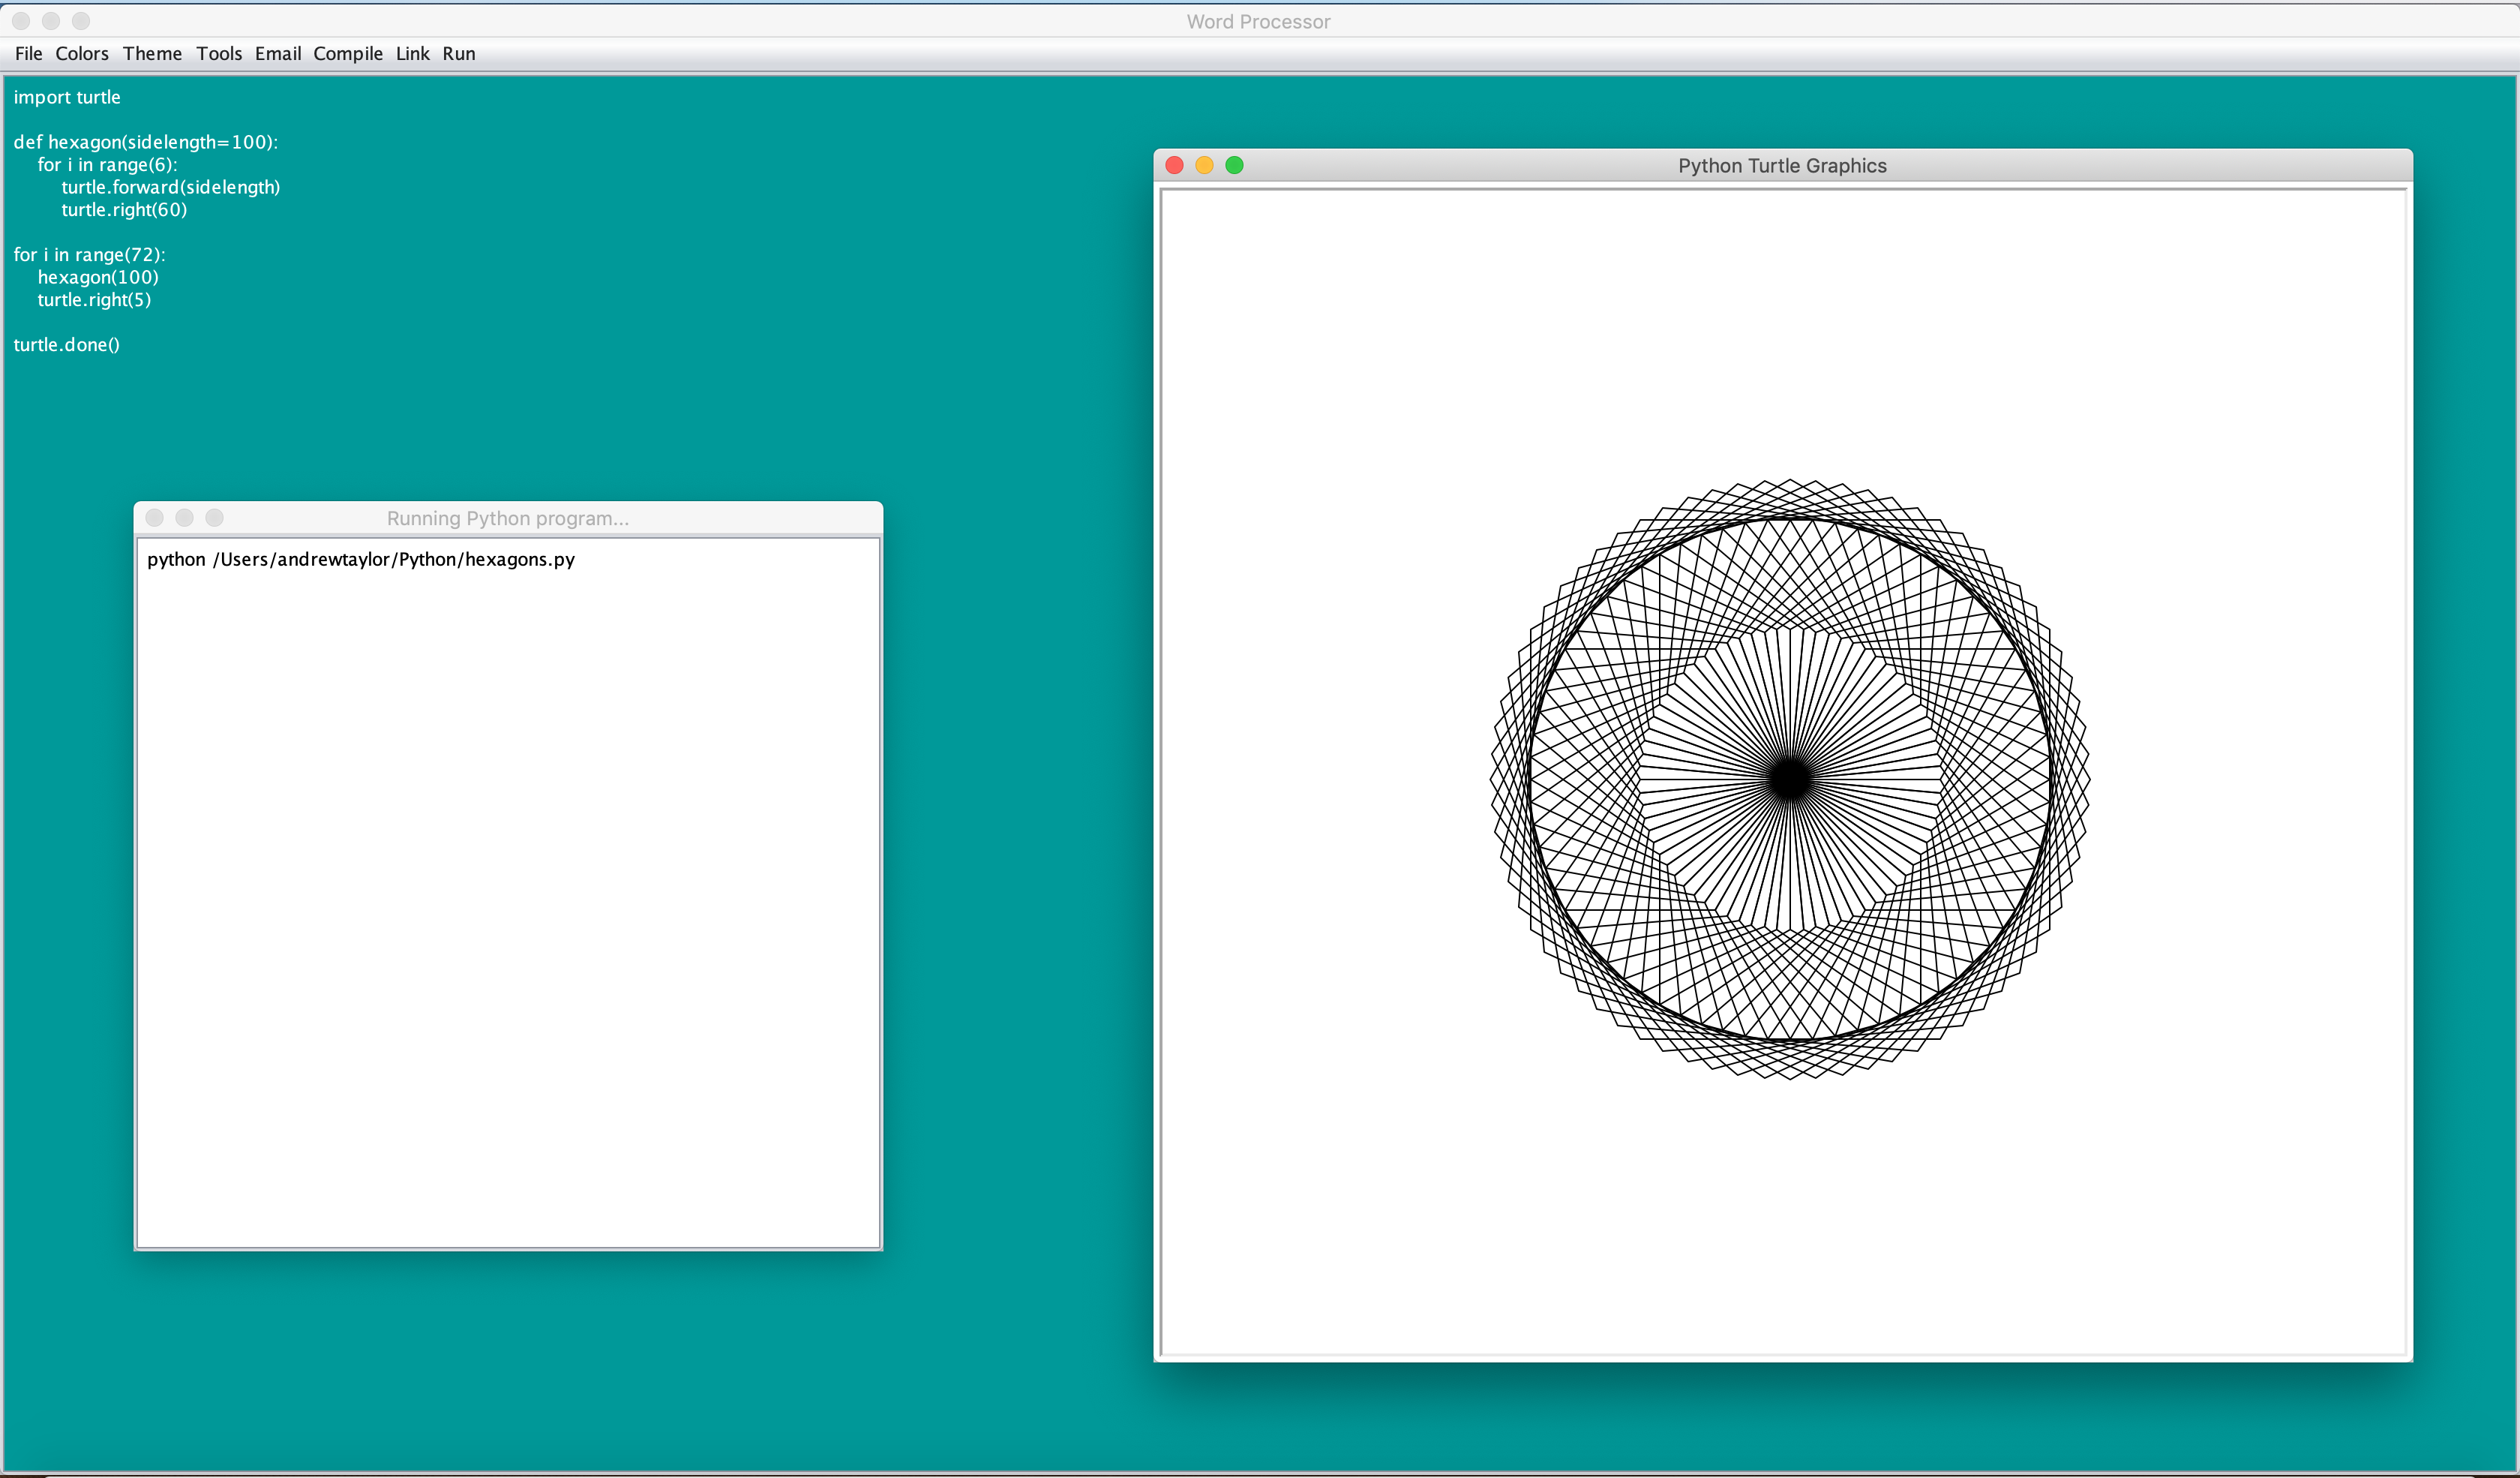 Word Processor
File Colors Theme Tools Email Compile Link Run
import turtle
def hexagon(sidelength=100):
for i in range(6):
turtle.forward(sidelength)
turtle.right(60)
for i in range(72):
hexagon(100)
turtle.right(5)
turtle.done()
Running Python program...
python /Users/andrewtaylor/Python/hexagons.py
Python Turtle Graphics